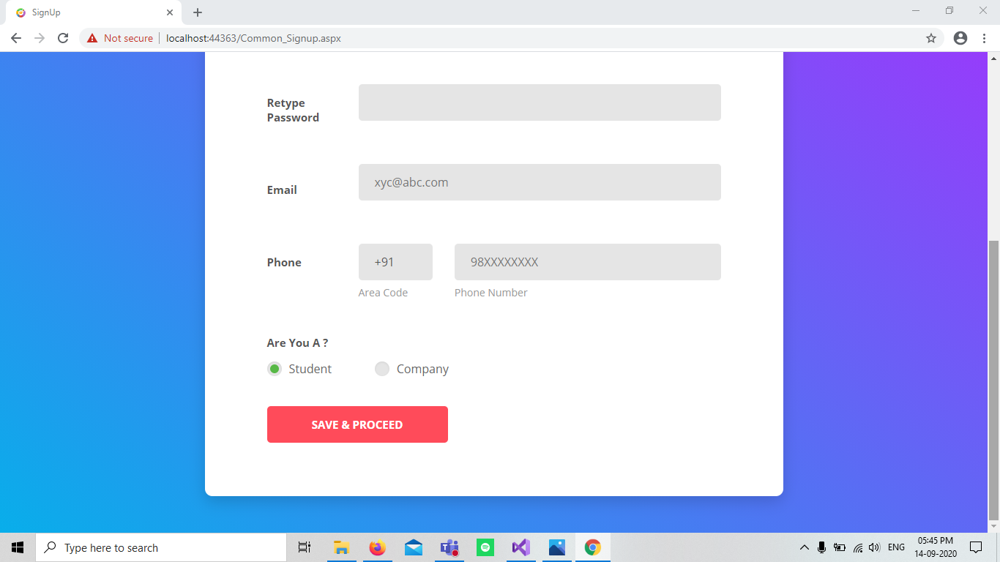 SignUp
Not secure
localhost:44363/Common_Signup.aspx
Retype
Password
Email
xyc@abc.com
Phone
+91
98XXXXXXXX
Area Code
Phone Number
Are You A ?
Student
Company
SAVE & PROCEED
Type here to search
ENG
05:45 PM
14-09-2020